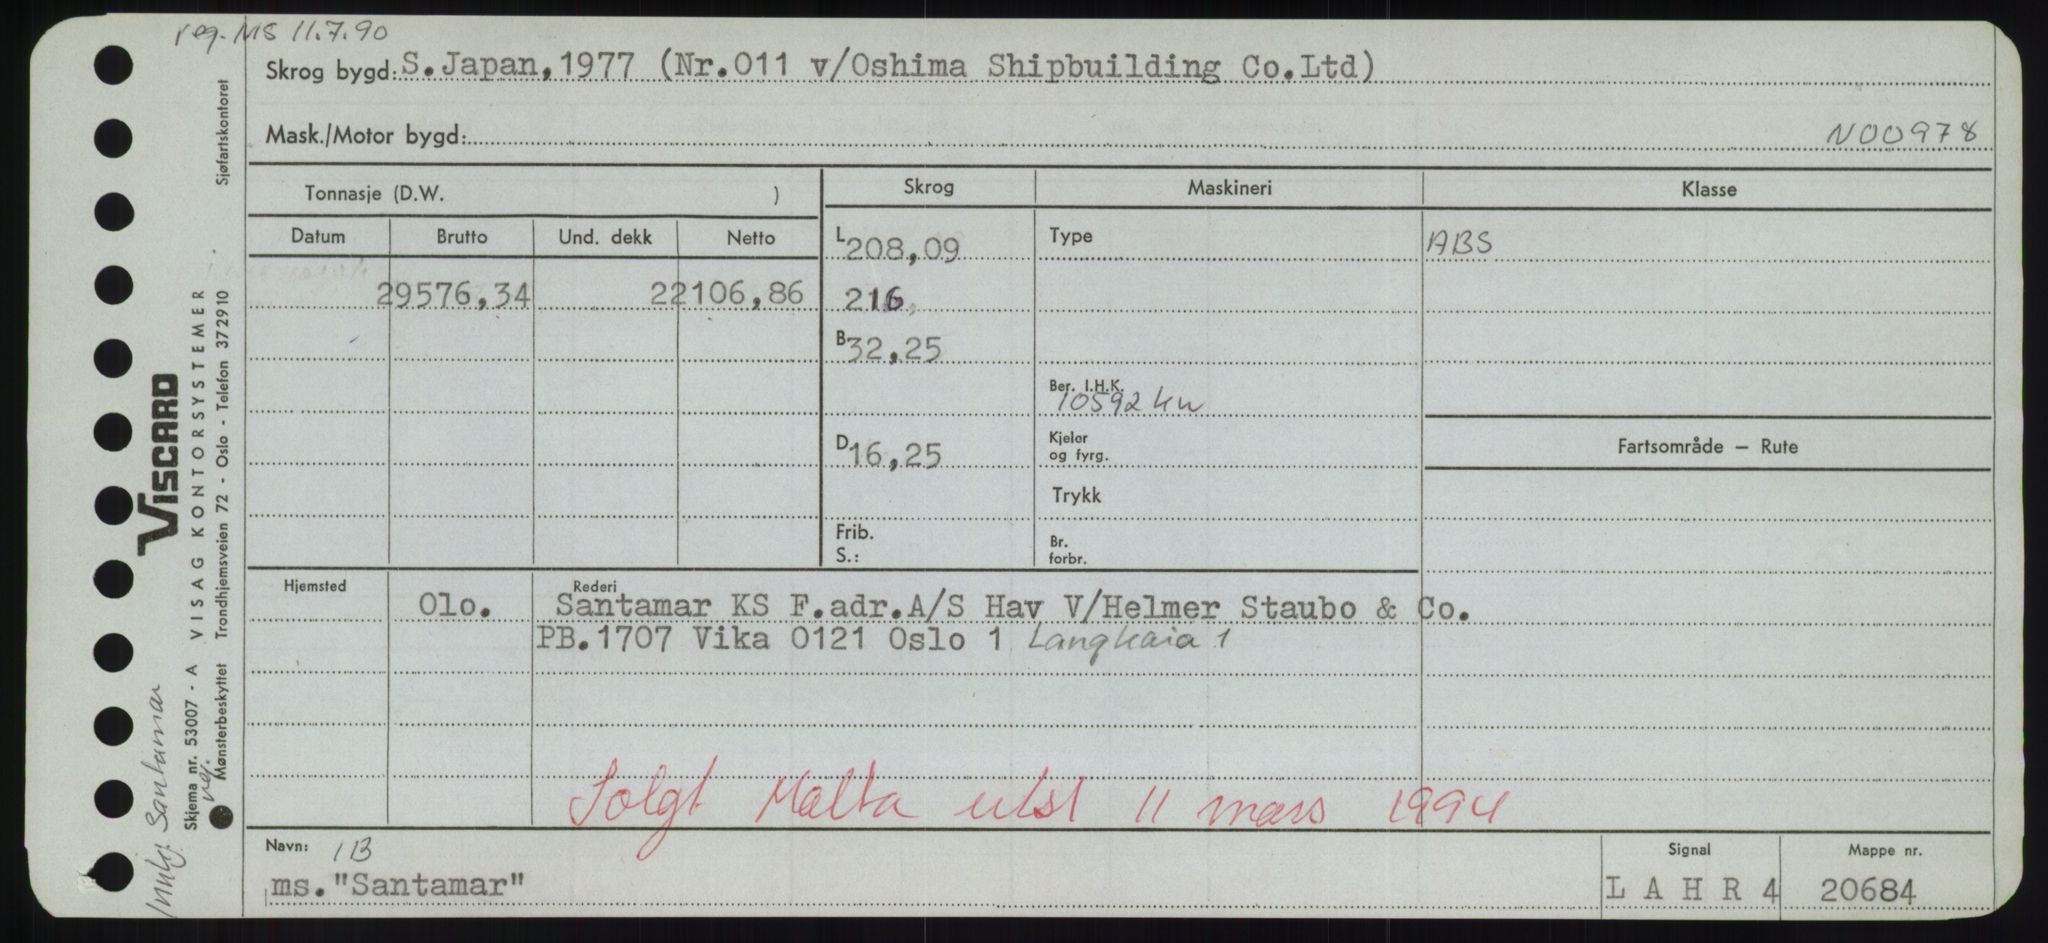 reg. MS 11.7.90
Skrog bygd: S.Japan,1977 (Nr.011 v/Oshima Shipbuilding Co.Ltd)
Mask./Motor bygd: N00978
Tonnasje (D.W. )
Skrog Maskineri Klasse
Datum Brutto Und. dekk Netto
L 208,09 Type ABS
29576,34 22106,86 216
B 32,25
Ber. I.H.K. 10592 kw
D 16,25 Kjeler og fyrg. Fartsområde — Rute
Trykk
Frib. S.: Br. forbr.
Hjemsted Rederi
Olo. Santamar KS F.adr.A/S Hav V/Helmer Staubo & Co.
PB.1707 Vika 0121 Oslo 1 Langkaia 1
Solgt Malta utsl 11 mars 1994
Navn: 1B Signal Mappe nr.
ms. "Santamar" LAHR4 20684
Santamar
VISCARD
Skjema nr. 53007 - A VISAG KONTORSYSTEMER
reg.
Mønsterbeskyttet Trondhjemsveien 72 - Oslo - Telefon 372910 Sjøfartskontoret